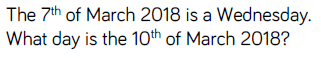 The 7th of March 2018 is a Wednesday.
What day is the 10th of March 2018?